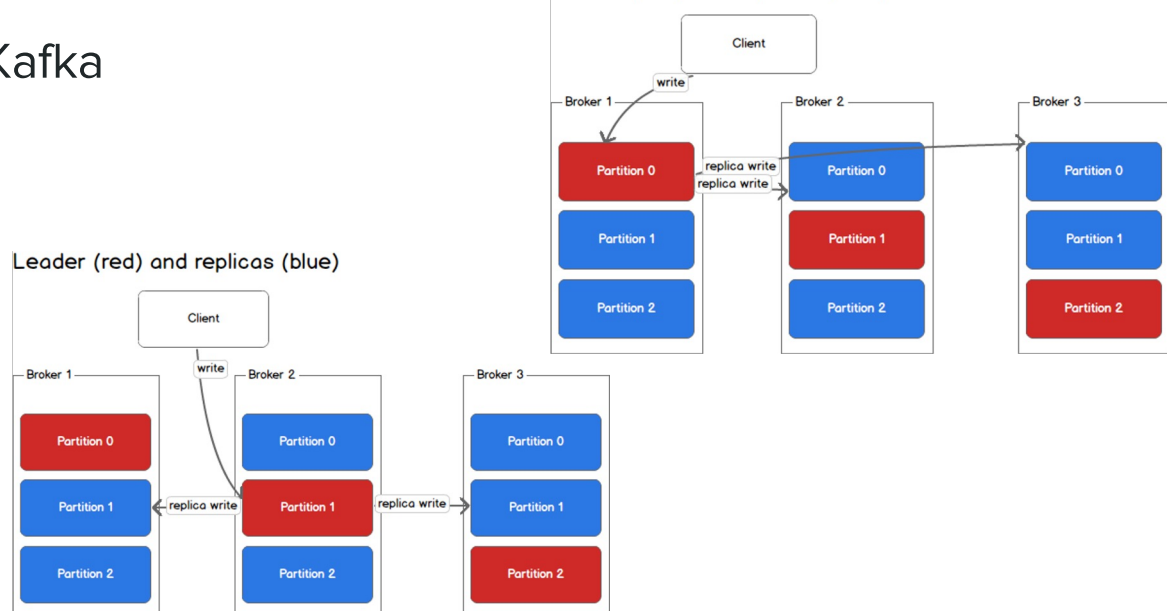 Kafka
Client
write
Broker 1
Broker 2
Broker 3
Partition 0
replica write
replica write
Partition 0
Partition 0
Partition 1
Partition 1
Partition 1
Partition 2
Partition 2
Partition 2
Leader (red) and replicas (blue)
Client
write
Broker 1
Broker 2
Broker 3
Partition 0
Partition 0
Partition 0
Partition 1
replica write
Partition 1
replica write
Partition 1
Partition 2
Partition 2
Partition 2